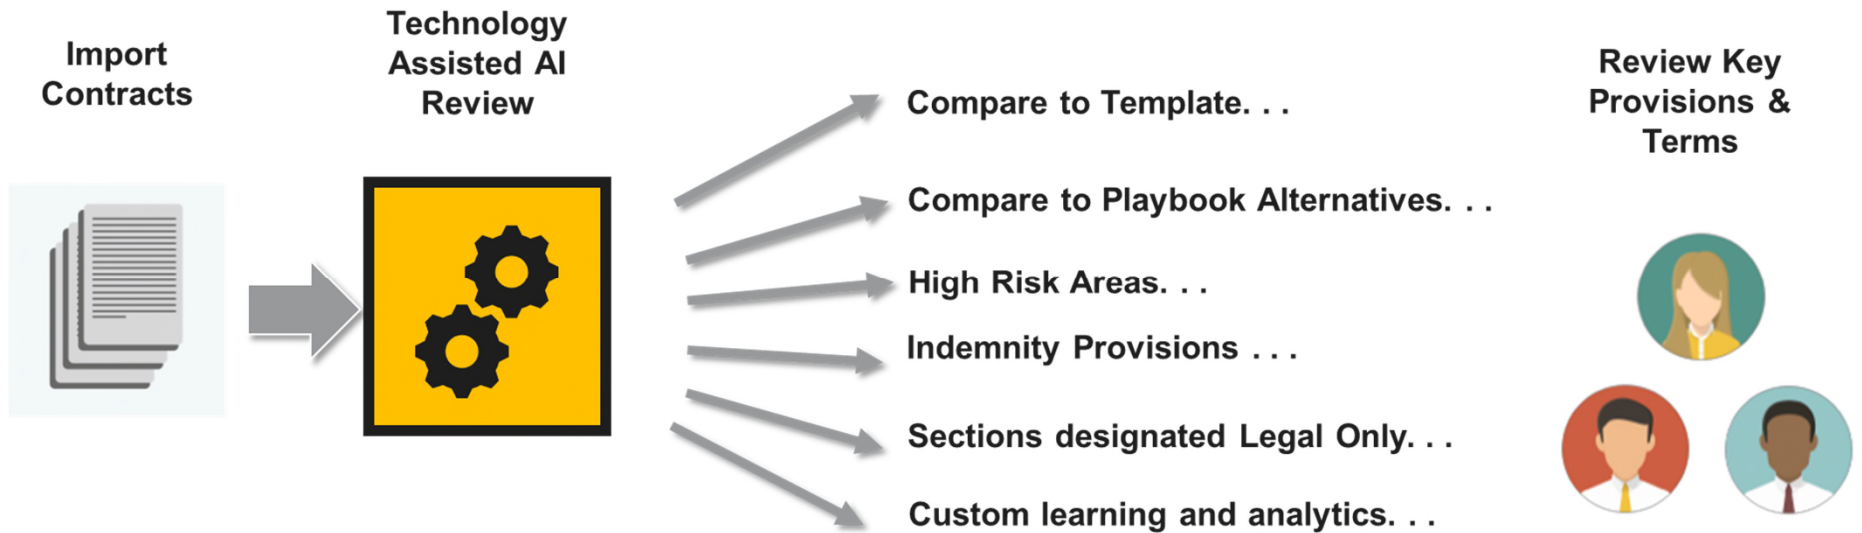 Import
Contracts
Technology
Assisted AI
Review
Compare to Template. . .
Compare to Playbook Alternatives. . .
High Risk Areas. . .
Indemnity Provisions . . .
Sections designated Legal Only. . .
Custom learning and analytics. . .
Review Key
Provisions &
Terms